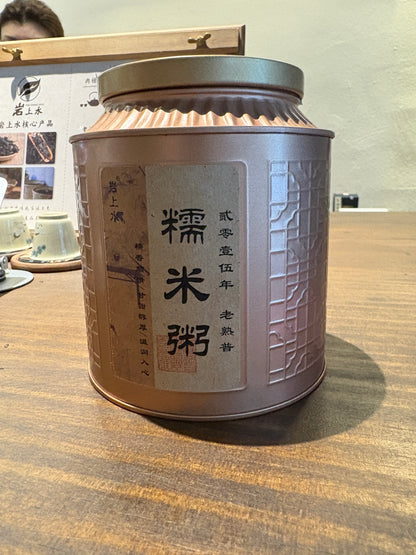 岩上水
岩上水核心产品
岩上水
糯米粥
贰零壹伍年 老熟普